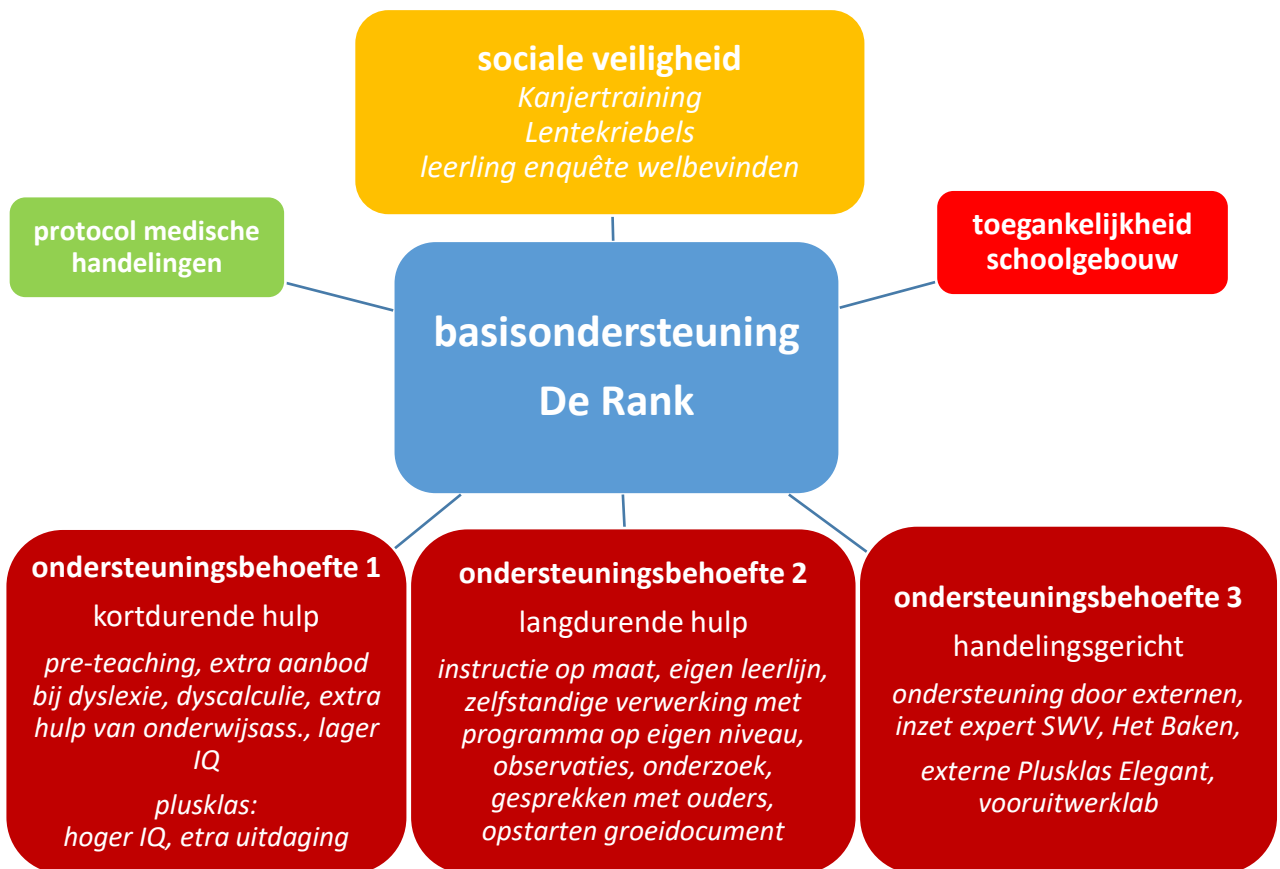 sociale veiligheid
Kanjertraining
Lentekriebels
leerling enquête welbevinden
protocol medische
handelingen
toegankelijkheid
schoolgebouw
basisondersteuning
De Rank
ondersteuningsbehoefte 1
kortdurende hulp
pre-teaching, extra aanbod
bij dyslexie, dyscalculie, extra
hulp van onderwijsass., lager
IQ
plusklas:
hoger IQ, etra uitdaging
ondersteuningsbehoefte 2
langdurende hulp
instructie op maat, eigen leerlijn,
zelfstandige verwerking met
programma op eigen niveau,
observaties, onderzoek,
gesprekken met ouders,
opstarten groeidocument
ondersteuningsbehoefte 3
handelingsgericht
ondersteuning door externen,
inzet expert SWV, Het Baken,
externe Plusklas Elegant,
vooruitwerklab